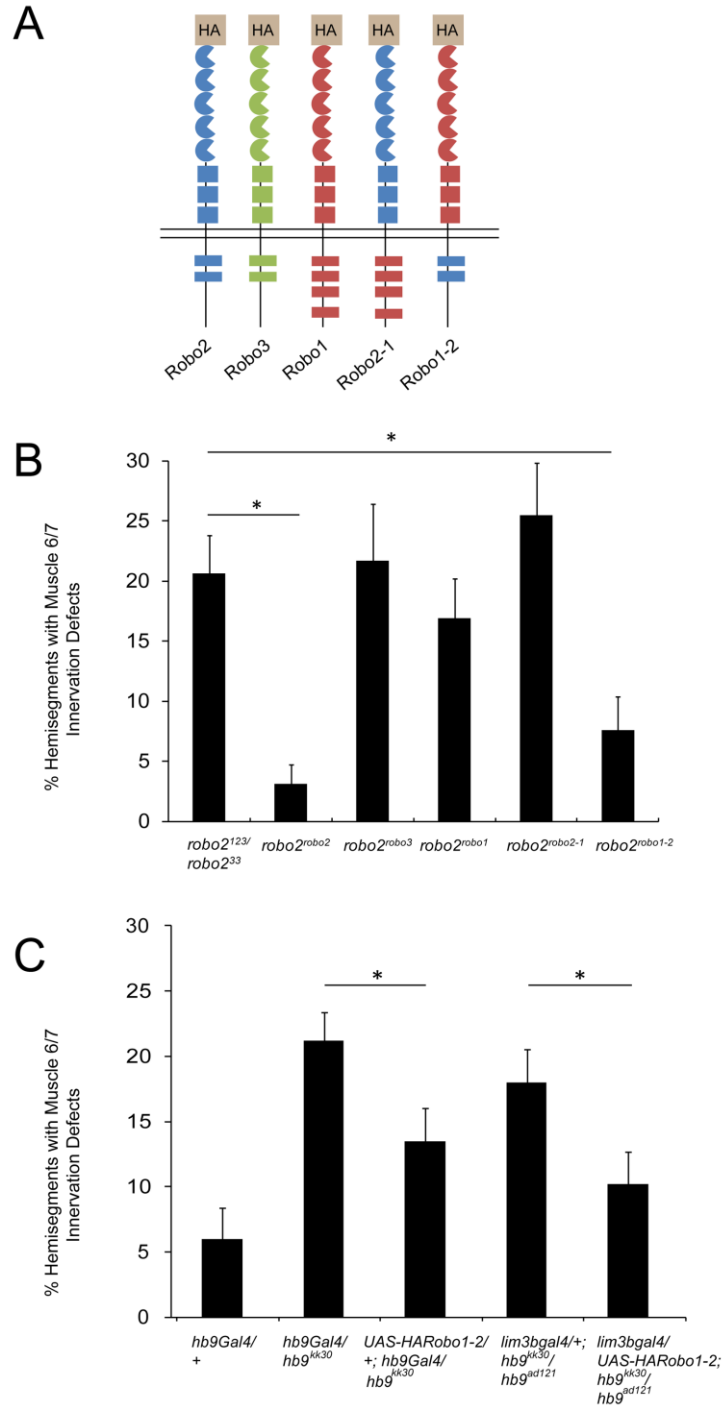 A
HA HA HA HA HA
Robo2 Robo3 Robo1 Robo2-1 Robo1-2
B
% Hemisegments with Muscle 6/7
Innervation Defects
30
25
20
15
10
5
0
*
*
robo2¹²³/
robo2³³
robo2ʳᵒᵇᵒ²
robo2ʳᵒᵇᵒ³
robo2ʳᵒᵇᵒ¹
robo2ʳᵒᵇᵒ²⁻¹
robo2ʳᵒᵇᵒ¹⁻²
C
% Hemisegments with Muscle 6/7
Innervation Defects
30
25
20
15
10
5
0
*
*
hb9Gal4/
+
hb9Gal4/
hb9ᵏᵏ³⁰
UAS-HARobo1-2/
+; hb9Gal4/
hb9ᵏᵏ³⁰
lim3bgal4/+;
hb9ᵏᵏ³⁰/
hb9ᵃᵈ¹²¹
lim3bgal4/
UAS-HARobo1-2;
hb9ᵏᵏ³⁰/
hb9ᵃᵈ¹²¹